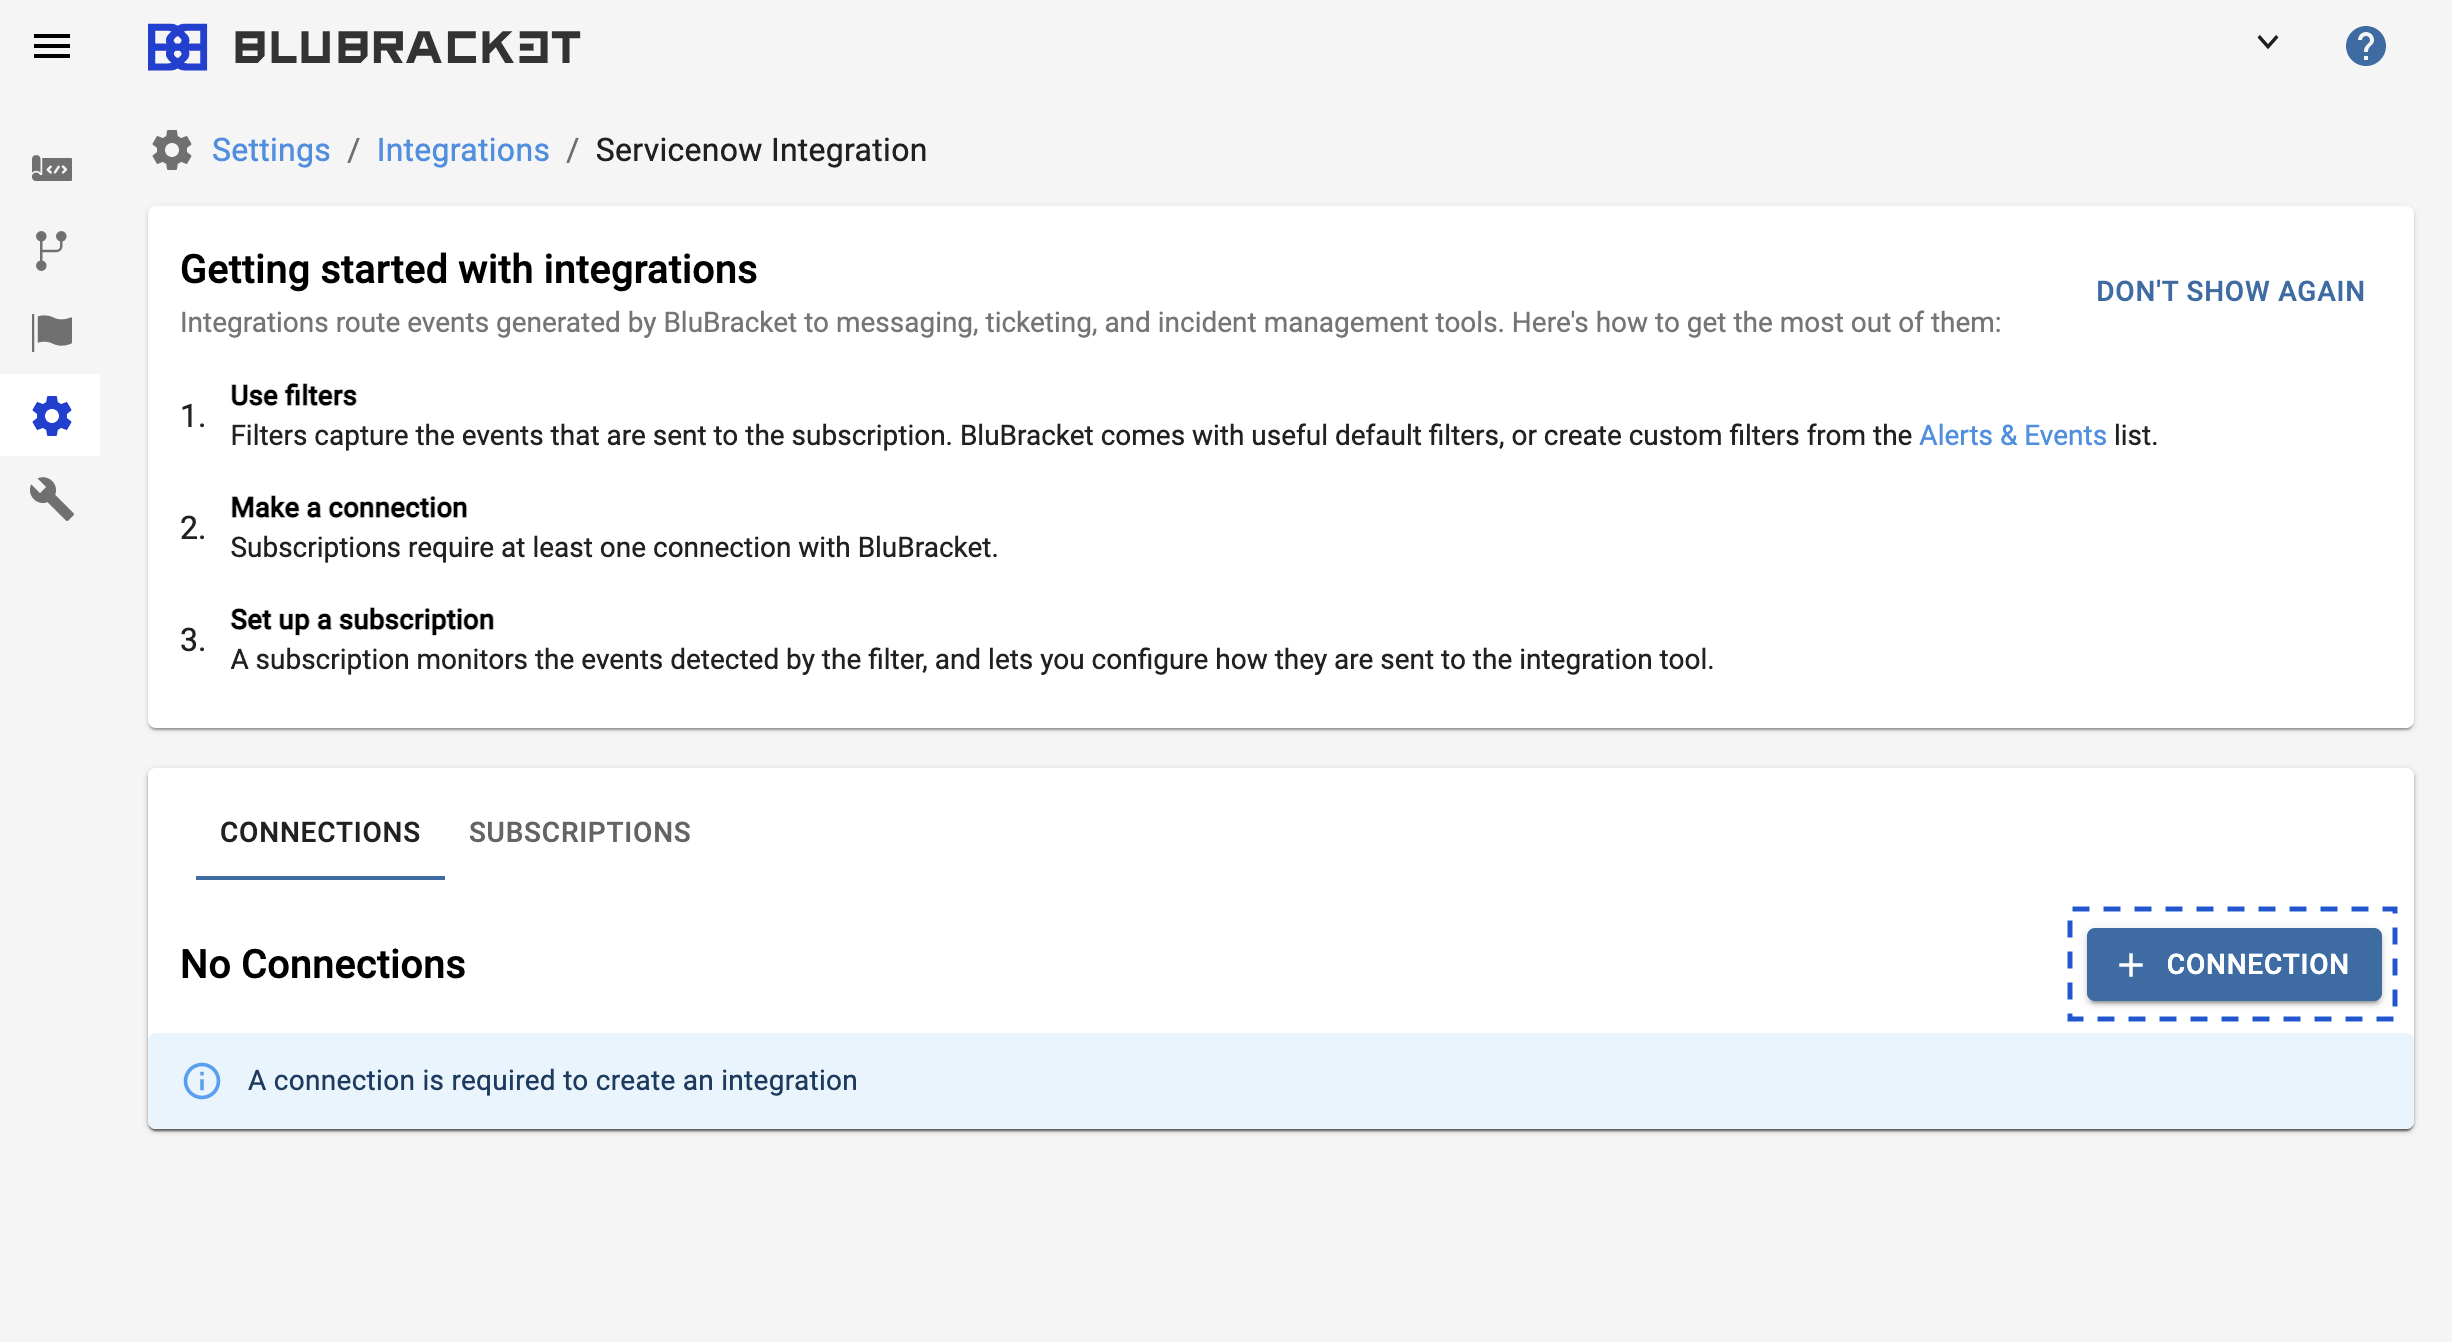 BLUBRACKET
Settings / Integrations / Servicenow Integration
Getting started with integrations
DON'T SHOW AGAIN
Integrations route events generated by BluBracket to messaging, ticketing, and incident management tools. Here's how to get the most out of them:
1. Use filters
Filters capture the events that are sent to the subscription. BluBracket comes with useful default filters, or create custom filters from the Alerts & Events list.
2. Make a connection
Subscriptions require at least one connection with BluBracket.
3. Set up a subscription
A subscription monitors the events detected by the filter, and lets you configure how they are sent to the integration tool.
CONNECTIONS SUBSCRIPTIONS
No Connections
+ CONNECTION
A connection is required to create an integration